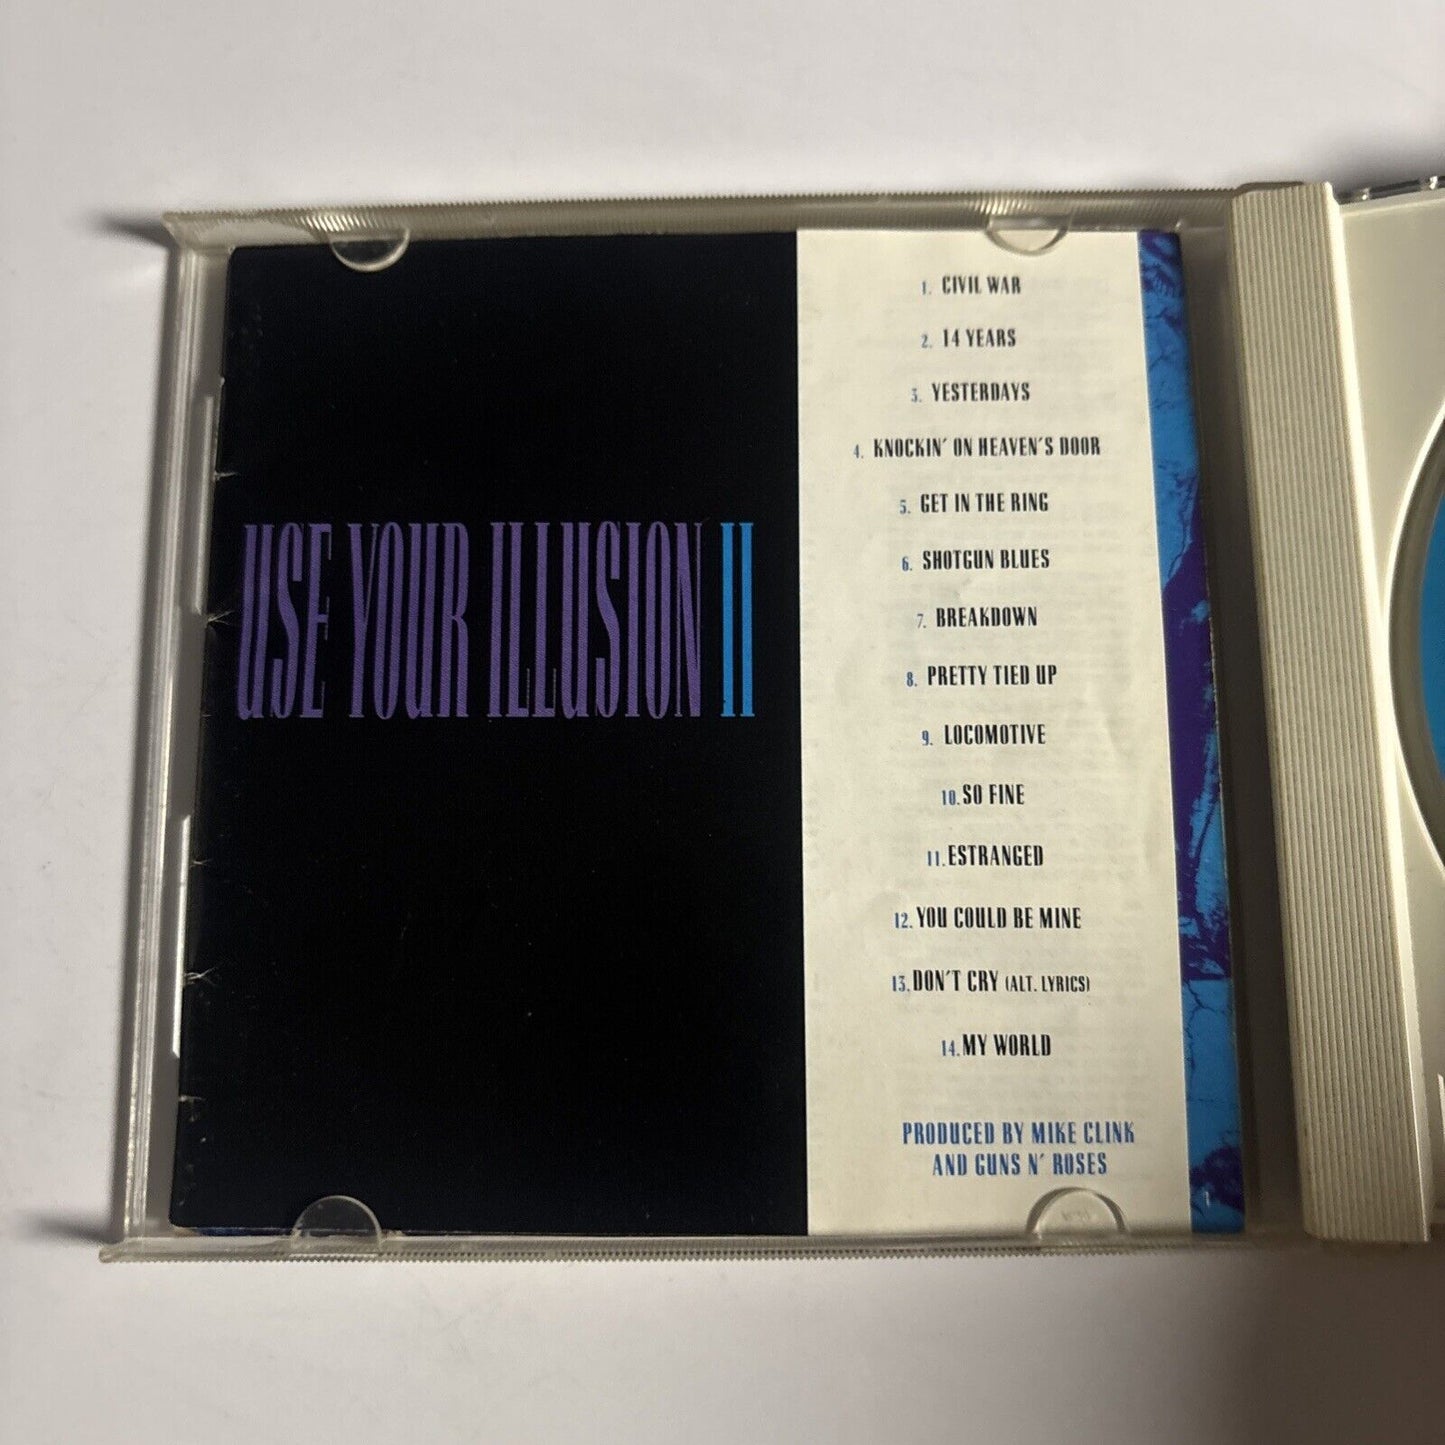 USE YOUR ILLUSION II
1. CIVIL WAR
2. 14 YEARS
3. YESTERDAYS
4. KNOCKIN' ON HEAVEN'S DOOR
5. GET IN THE RING
6. SHOTGUN BLUES
7. BREAKDOWN
8. PRETTY TIED UP
9. LOCOMOTIVE
10. SO FINE
11. ESTRANGED
12. YOU COULD BE MINE
13. DON'T CRY (ALT. LYRICS)
14. MY WORLD
PRODUCED BY MIKE CLINK
AND GUNS N' ROSES